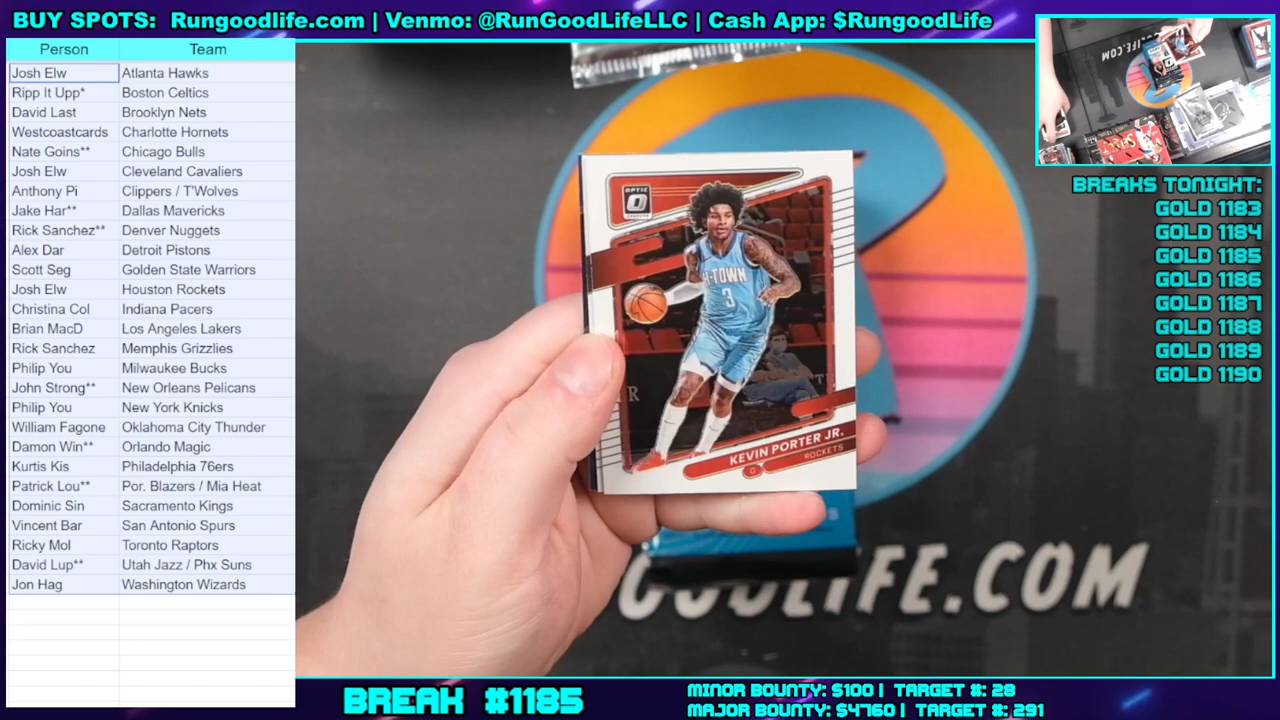 BUY SPOTS: Rungoodlife.com | Venmo: @RunGoodLifeLLC | Cash App: $RungoodLife
Person Team
Josh Elw Atlanta Hawks
Ripp It Upp* Boston Celtics
David Last Brooklyn Nets
Westcoastcards Charlotte Hornets
Nate Goins** Chicago Bulls
Josh Elw Cleveland Cavaliers
Anthony Pi Clippers / T'Wolves
Jake Har** Dallas Mavericks
Rick Sanchez** Denver Nuggets
Alex Dar Detroit Pistons
Scott Seg Golden State Warriors
Josh Elw Houston Rockets
Christina Col Indiana Pacers
Brian MacD Los Angeles Lakers
Rick Sanchez Memphis Grizzlies
Philip You Milwaukee Bucks
John Strong** New Orleans Pelicans
Philip You New York Knicks
William Fagone Oklahoma City Thunder
Damon Win** Orlando Magic
Kurtis Kis Philadelphia 76ers
Patrick Lou** Por. Blazers / Mia Heat
Dominic Sin Sacramento Kings
Vincent Bar San Antonio Spurs
Ricky Mol Toronto Raptors
David Lup** Utah Jazz / Phx Suns
Jon Hag Washington Wizards
OPTIC
H-TOWN
3
KEVIN PORTER JR.
ROCKETS
G
OODLIFE.COM
LIFE.COM
BREAKS TONIGHT:
GOLD 1183
GOLD 1184
GOLD 1185
GOLD 1186
GOLD 1187
GOLD 1188
GOLD 1189
GOLD 1190
BREAK #1185
MINOR BOUNTY: $100 | TARGET #: 28
MAJOR BOUNTY: $4760 | TARGET #: 291